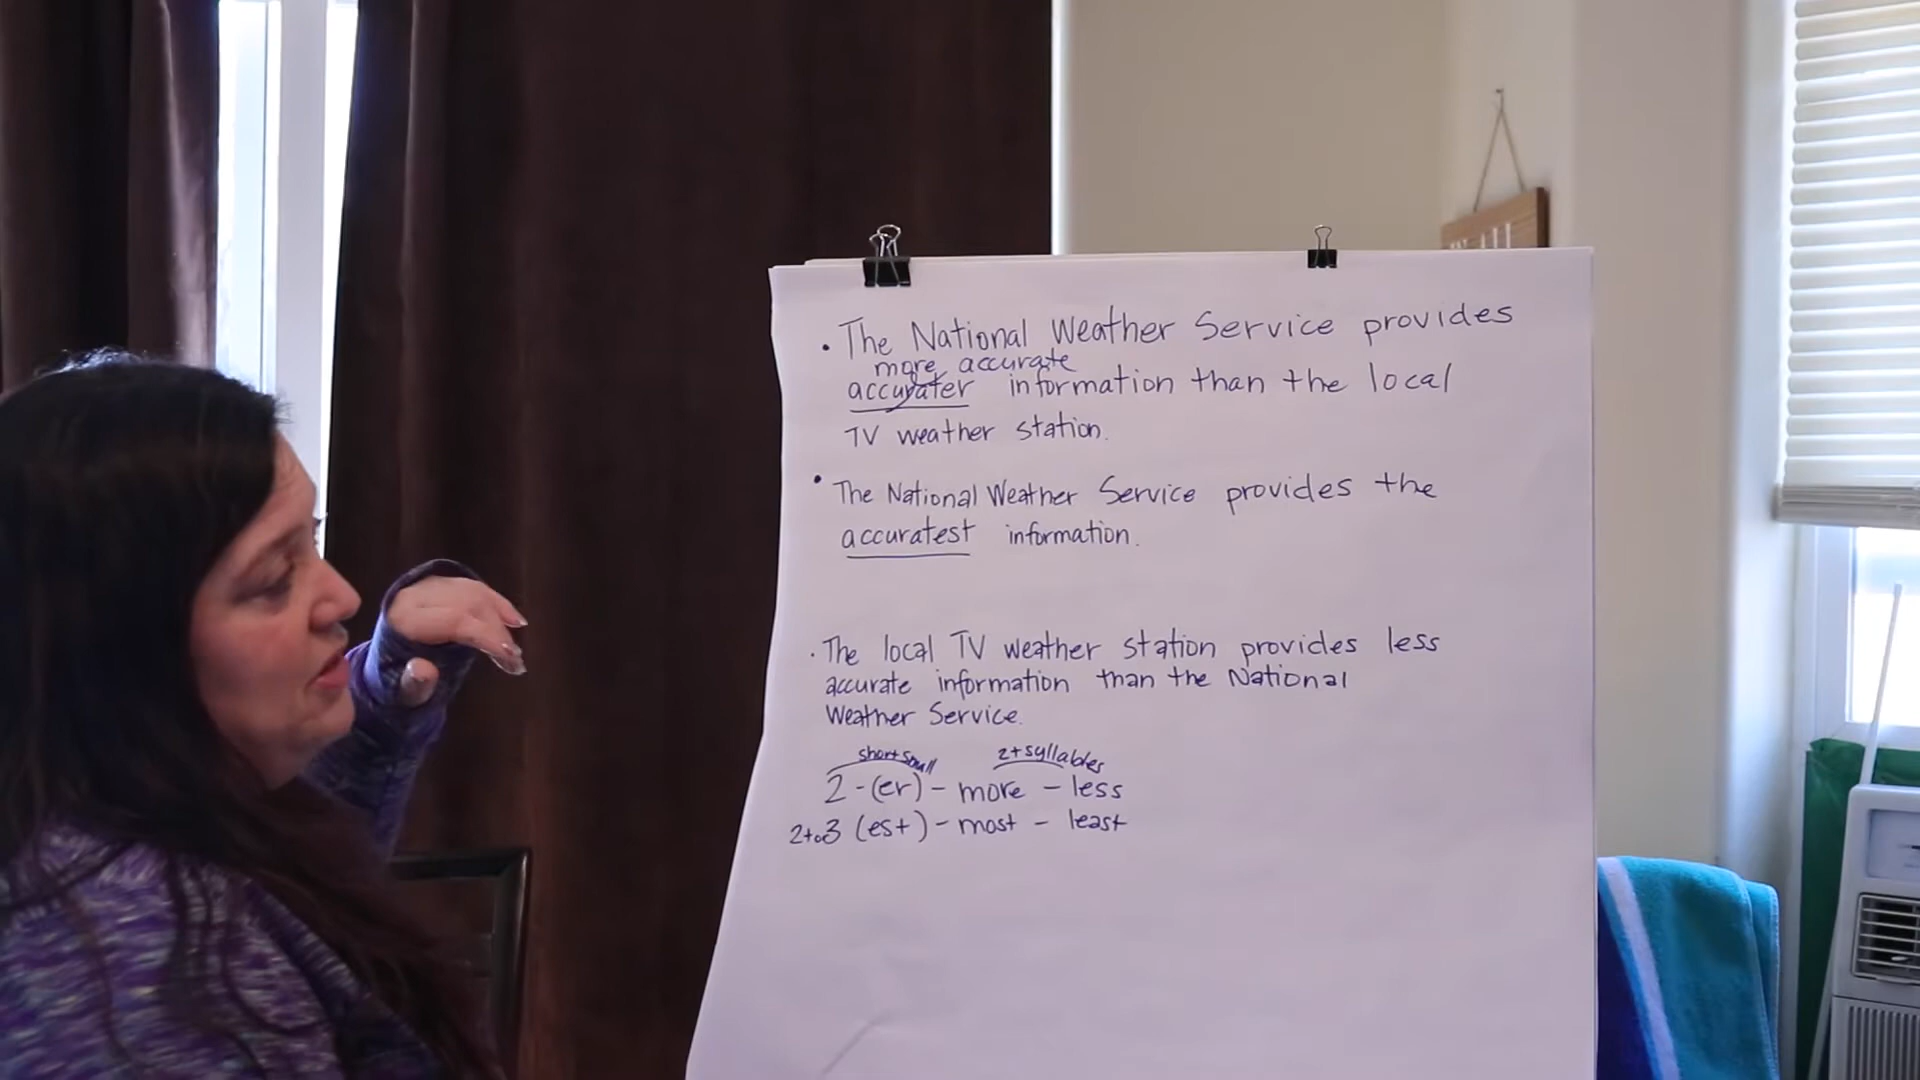 • The National Weather Service provides
more accurate
accurater information than the local
TV weather station.
• The National Weather Service provides the
accuratest information.
• The local TV weather station provides less
accurate information than the National
Weather Service.
short small 2+syllables
2-(er) - more - less
2to3 (est) - most - least